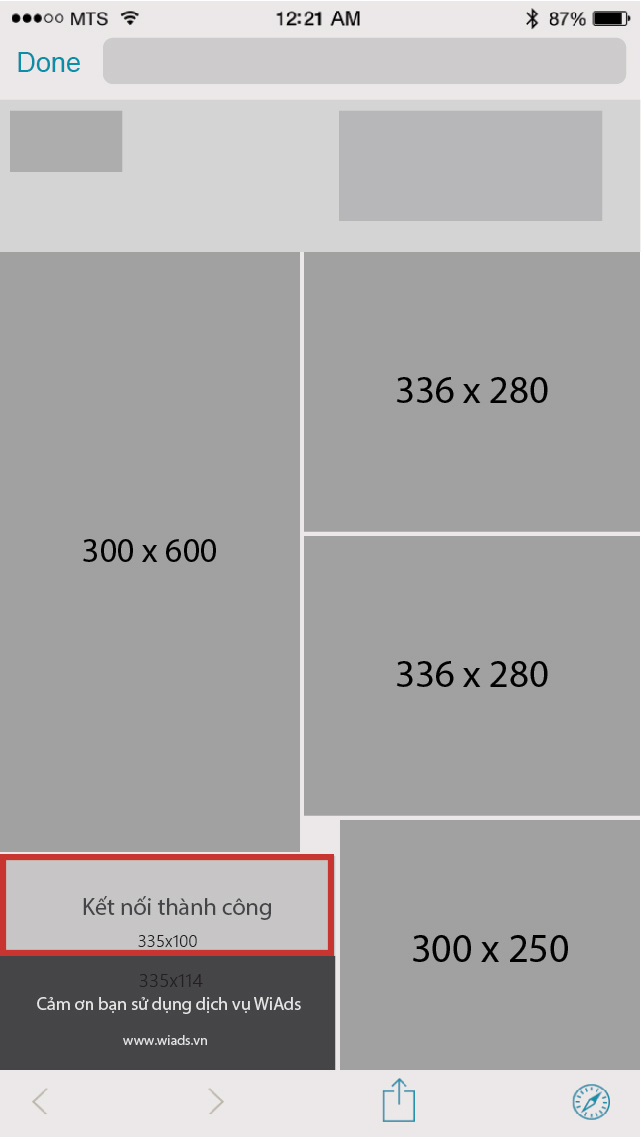 MTS 12:21 AM 87%
Done
300 x 600
336 x 280
336 x 280
300 x 250
Kết nối thành công
335x100
335x114
Cảm ơn bạn sử dụng dịch vụ WiAds
www.wiads.vn